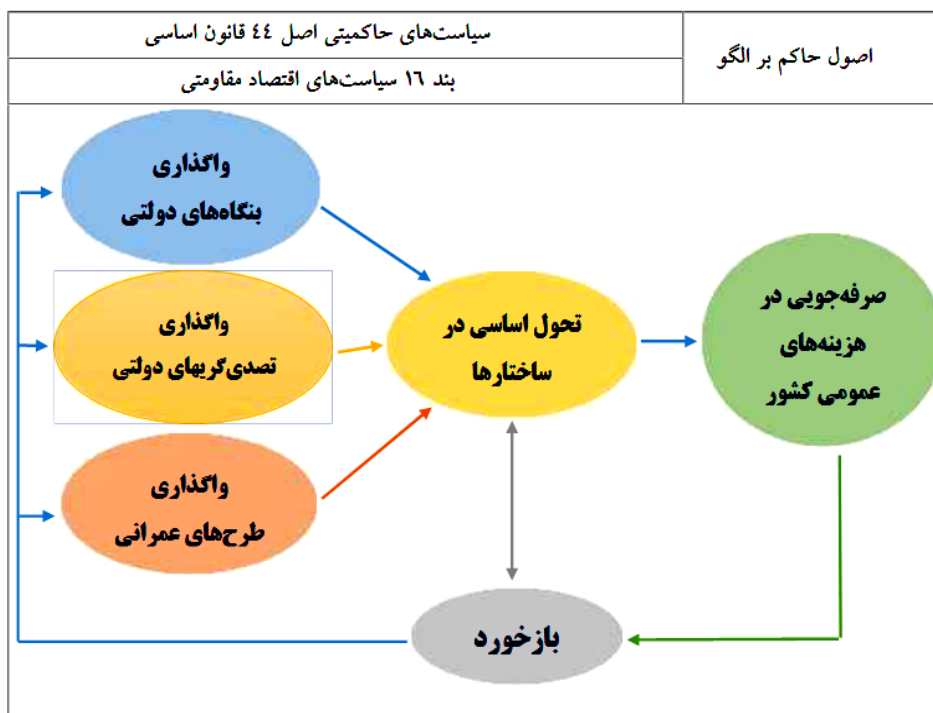 اصول حاکم بر الگو
سیاست‌های حاکمیتی اصل ٤٤ قانون اساسی
بند ١٦ سیاست‌های اقتصاد مقاومتی
واگذاری
بنگاه‌های دولتی
واگذاری
تصدی‌گریهای دولتی
واگذاری
طرح‌های عمرانی
تحول اساسی در
ساختارها
صرفه‌جویی در
هزینه‌های
عمومی کشور
بازخورد